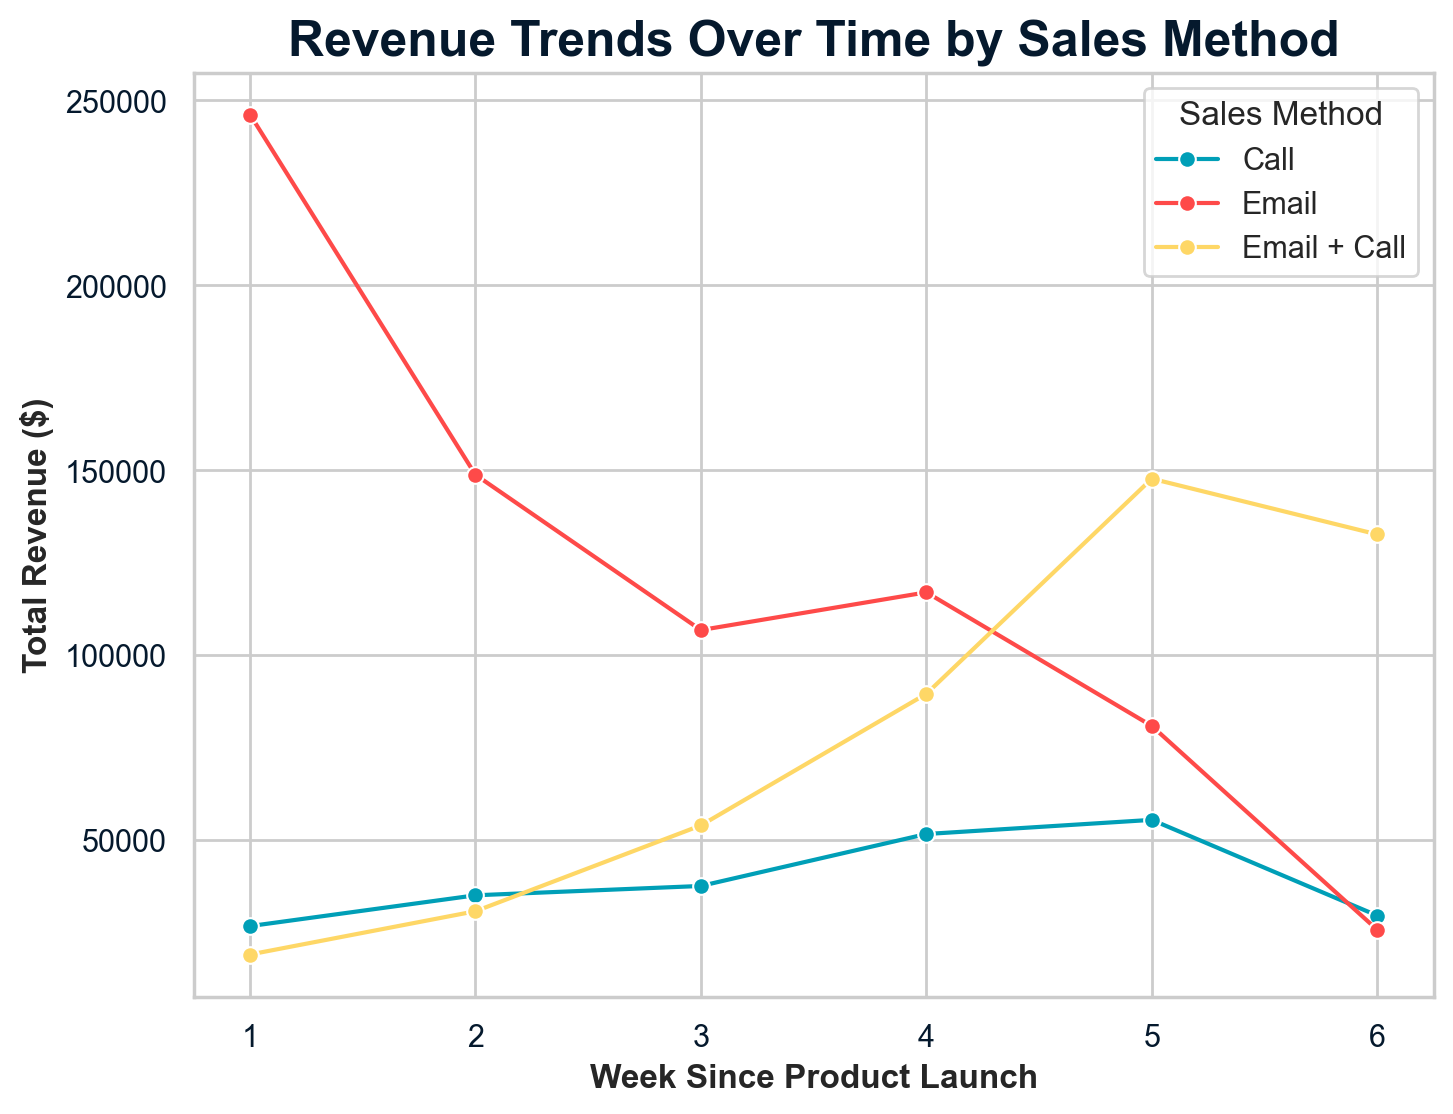 Revenue Trends Over Time by Sales Method
250000
200000
150000
100000
50000
Total Revenue ($)
Sales Method
Call
Email
Email + Call
1 2 3 4 5 6
Week Since Product Launch